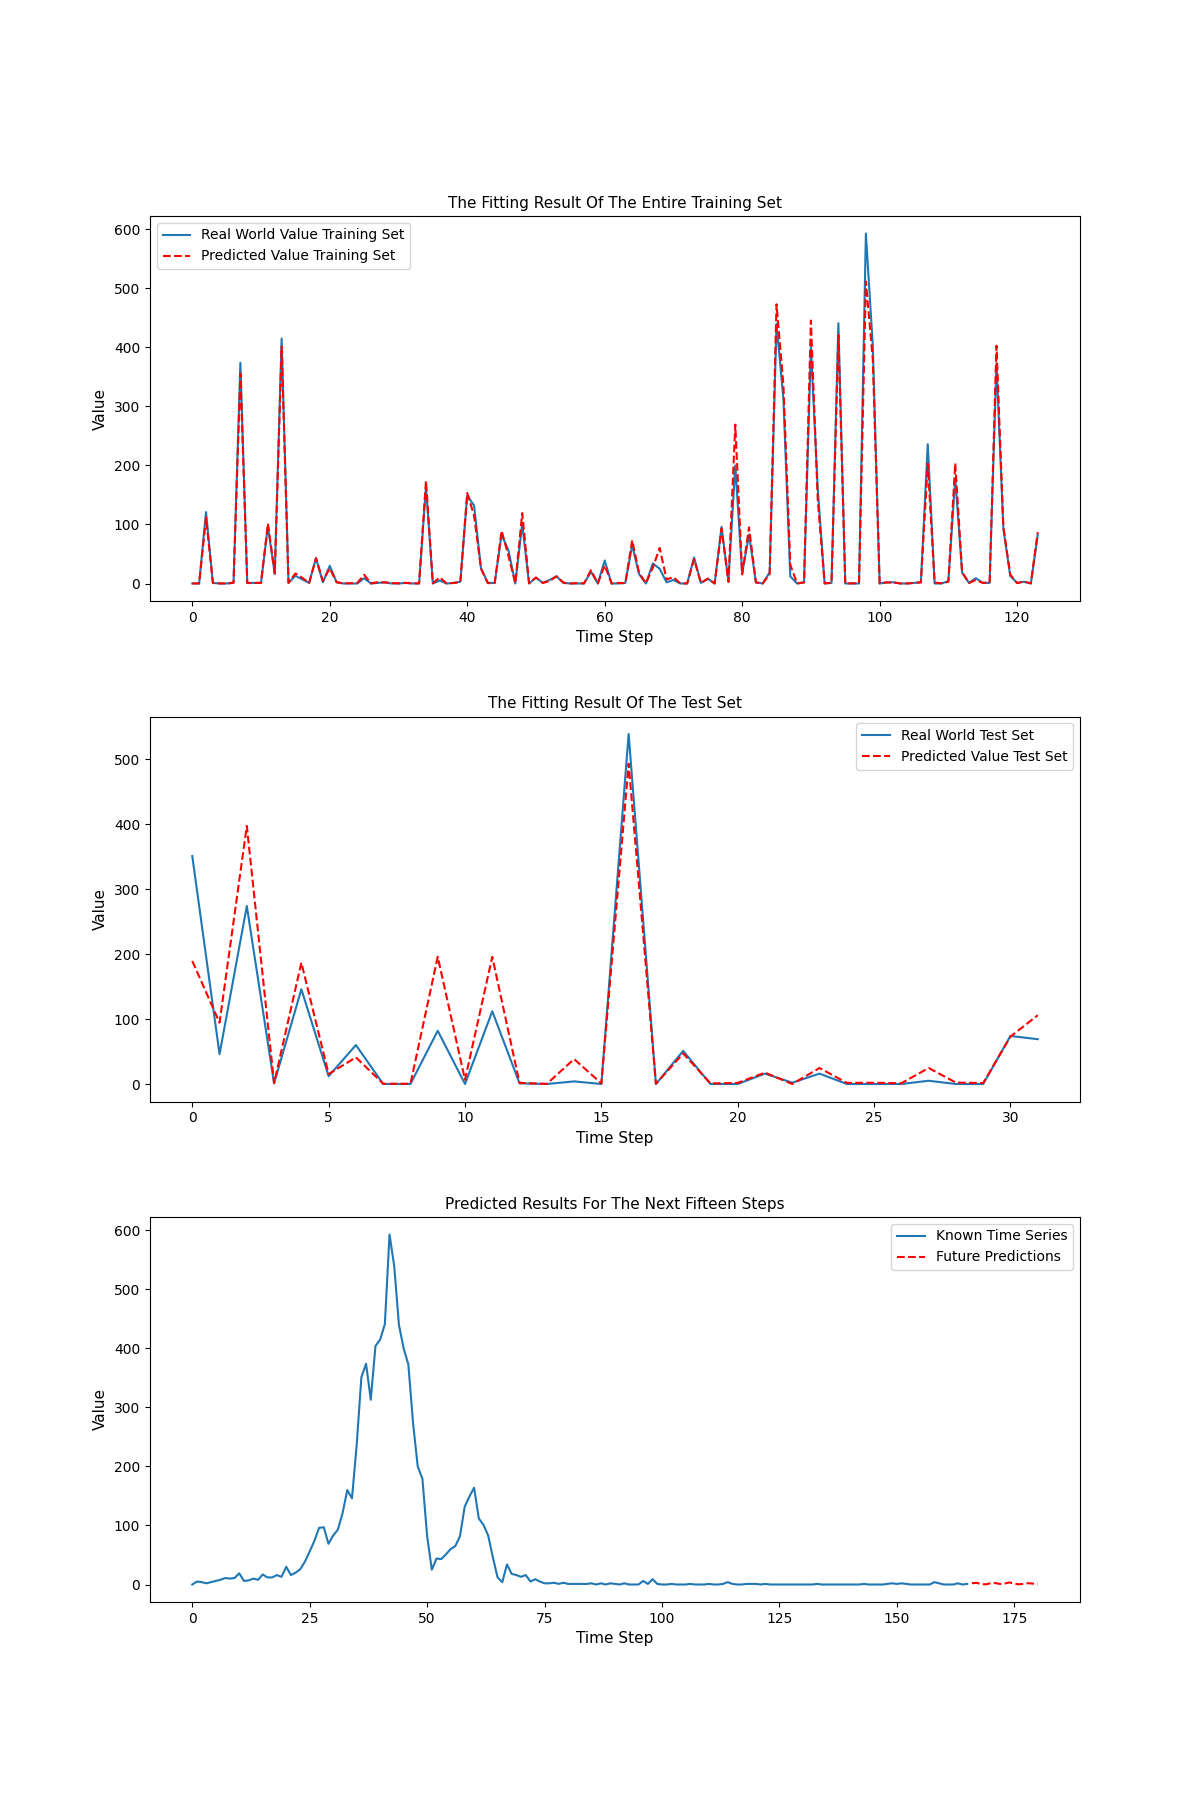 The Fitting Result Of The Entire Training Set
Real World Value Training Set
Predicted Value Training Set
600
500
400
300
200
100
0
Value
0 20 40 60 80 100 120
Time Step
The Fitting Result Of The Test Set
Real World Test Set
Predicted Value Test Set
500
400
300
200
100
0
Value
0 5 10 15 20 25 30
Time Step
Predicted Results For The Next Fifteen Steps
Known Time Series
Future Predictions
600
500
400
300
200
100
0
Value
0 25 50 75 100 125 150 175
Time Step